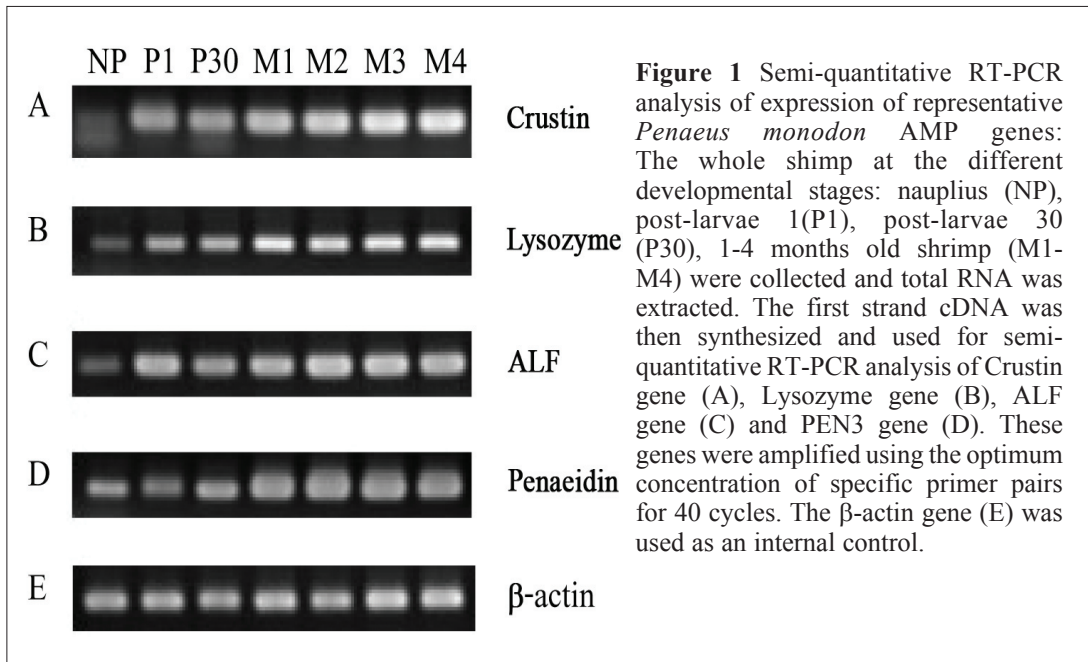 NP P1 P30 M1 M2 M3 M4
A Crustin
B Lysozyme
C ALF
D Penaeidin
E β-actin
Figure 1 Semi-quantitative RT-PCR
analysis of expression of representative
Penaeus monodon AMP genes:
The whole shimp at the different
developmental stages: nauplius (NP),
post-larvae 1(P1), post-larvae 30
(P30), 1-4 months old shrimp (M1-
M4) were collected and total RNA was
extracted. The first strand cDNA was
then synthesized and used for semi-
quantitative RT-PCR analysis of Crustin
gene (A), Lysozyme gene (B), ALF
gene (C) and PEN3 gene (D). These
genes were amplified using the optimum
concentration of specific primer pairs
for 40 cycles. The β-actin gene (E) was
used as an internal control.